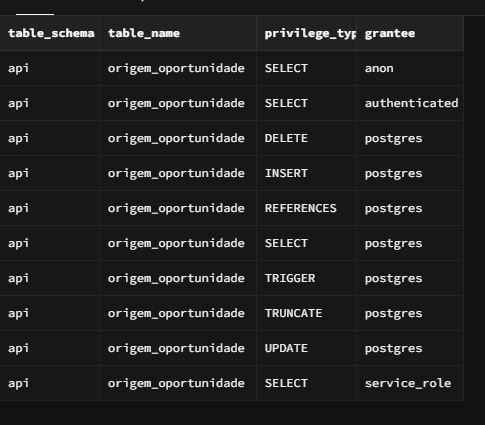 table_schema table_name privilege_typ grantee
api origem_oportunidade SELECT anon
api origem_oportunidade SELECT authenticated
api origem_oportunidade DELETE postgres
api origem_oportunidade INSERT postgres
api origem_oportunidade REFERENCES postgres
api origem_oportunidade SELECT postgres
api origem_oportunidade TRIGGER postgres
api origem_oportunidade TRUNCATE postgres
api origem_oportunidade UPDATE postgres
api origem_oportunidade SELECT service_role